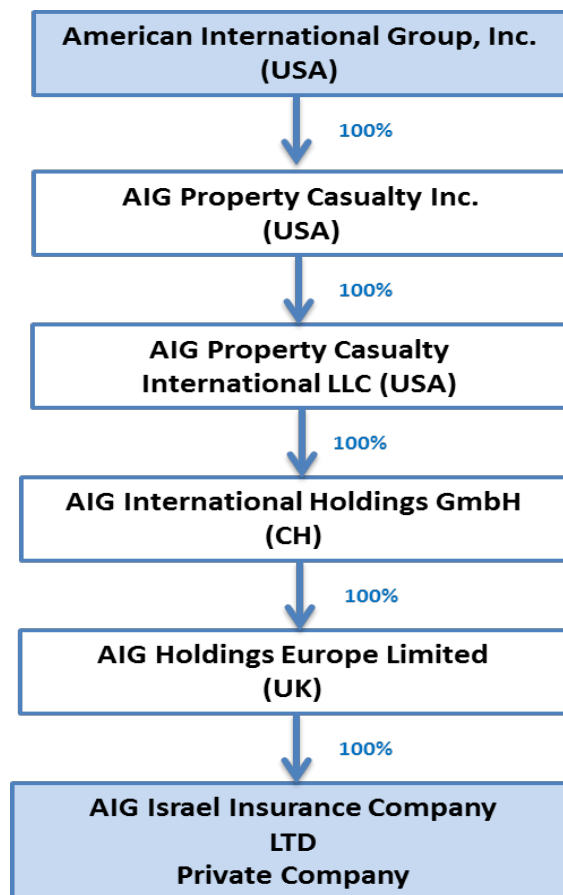 American International Group, Inc.
(USA)
100%
AIG Property Casualty Inc.
(USA)
100%
AIG Property Casualty
International LLC (USA)
100%
AIG International Holdings GmbH
(CH)
100%
AIG Holdings Europe Limited
(UK)
100%
AIG Israel Insurance Company
LTD
Private Company